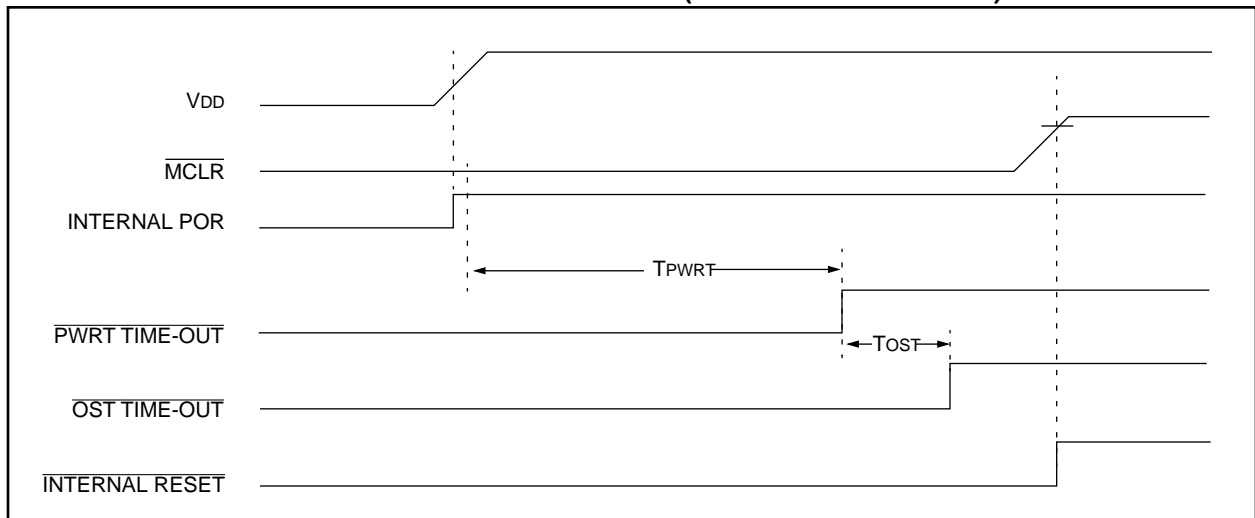 VDD
MCLR
INTERNAL POR
TPWRT
PWRT TIME-OUT
TOST
OST TIME-OUT
INTERNAL RESET